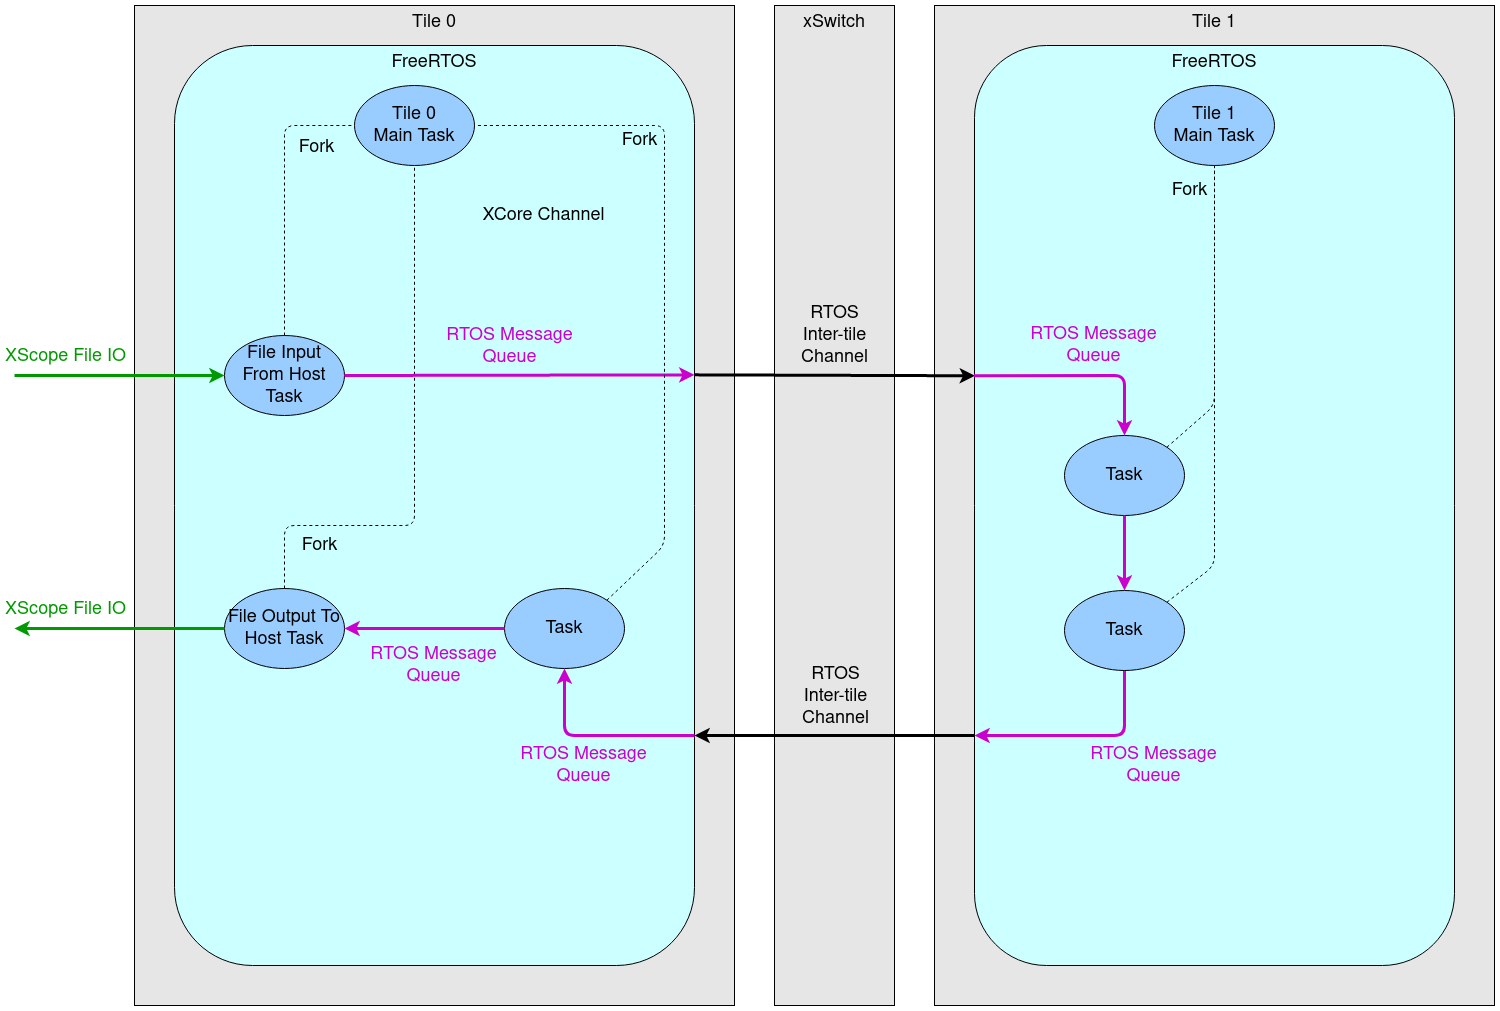 Tile 0
xSwitch
Tile 1
FreeRTOS
FreeRTOS
Tile 0
Main Task
Tile 1
Main Task
Fork
Fork
Fork
XCore Channel
XScope File IO
File Input
From Host
Task
RTOS Message
Queue
RTOS
Inter-tile
Channel
RTOS Message
Queue
Task
Fork
XScope File IO
File Output To
Host Task
RTOS Message
Queue
Task
Task
RTOS
Inter-tile
Channel
RTOS Message
Queue
RTOS Message
Queue